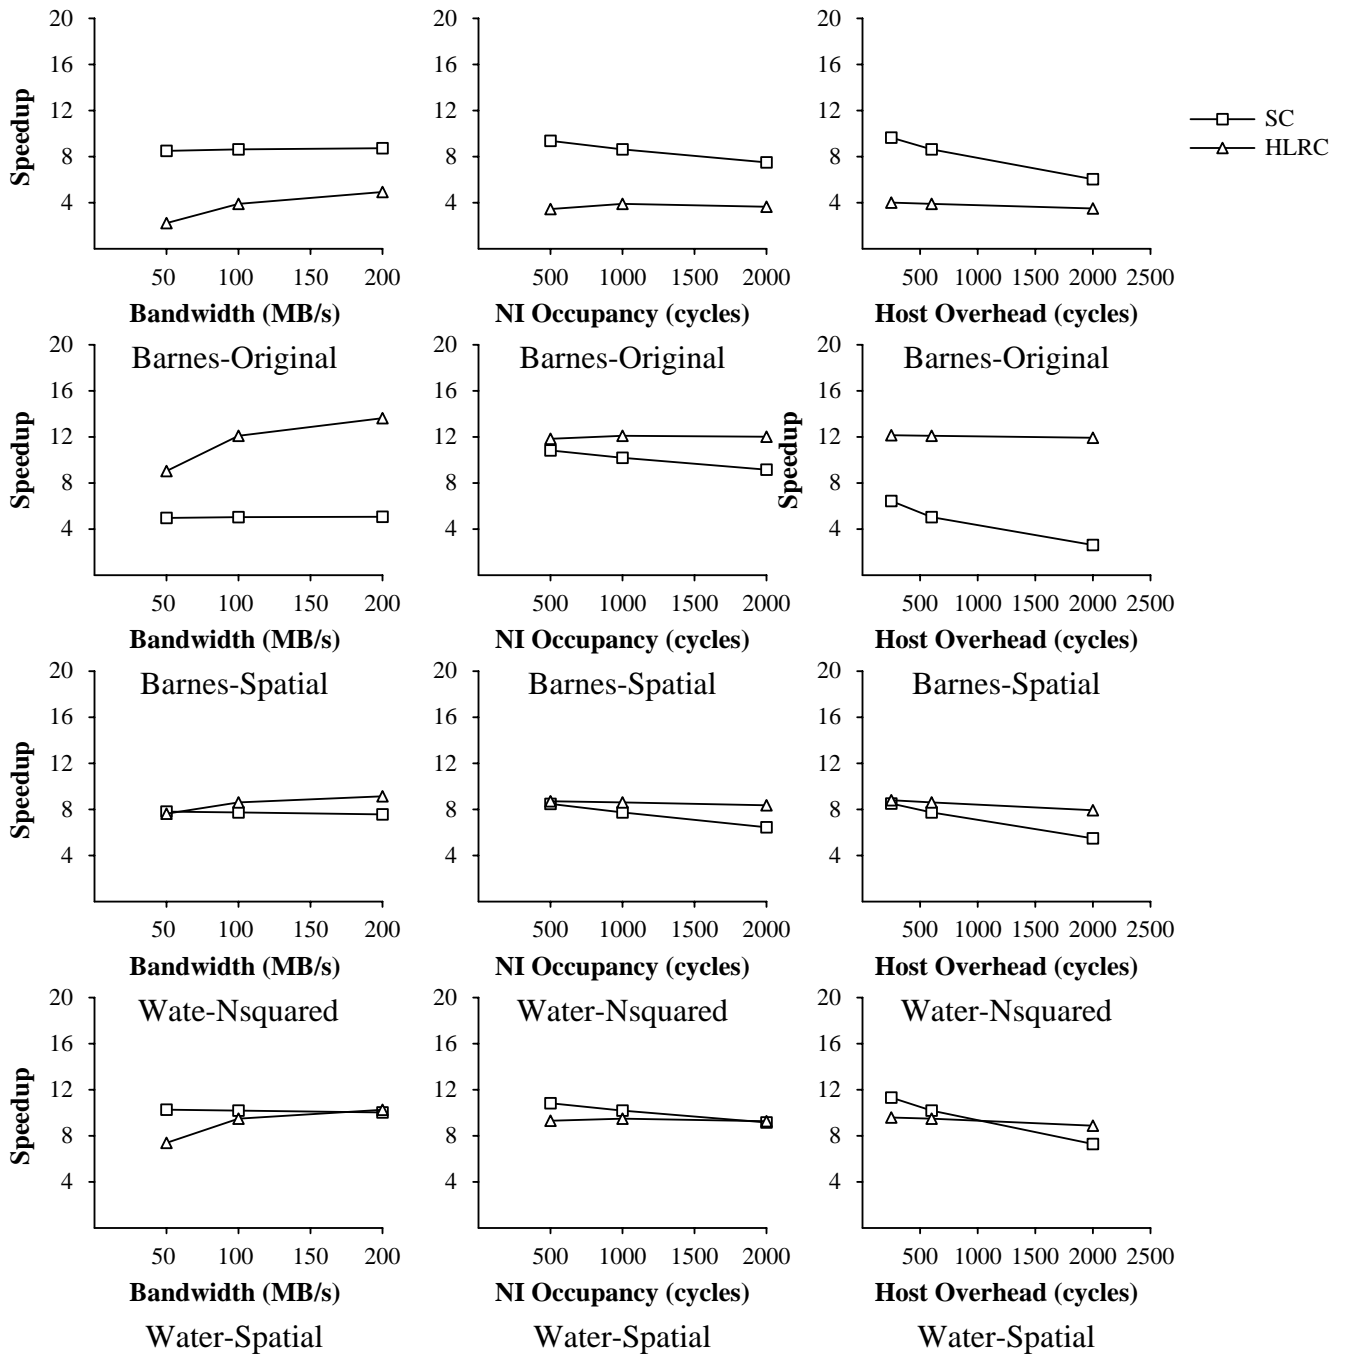 20 20 20
16 16 16
12 12 12
8 8 8
4 4 4
Speedup
SC
HLRC
50 100 150 200
500 1000 1500 2000
500 1000 1500 2000 2500
Bandwidth (MB/s) NI Occupancy (cycles) Host Overhead (cycles)
Barnes-Original Barnes-Original Barnes-Original
20 20 20
16 16 16
12 12 12
8 8 8
4 4 4
Speedup
Speedup
50 100 150 200
500 1000 1500 2000
500 1000 1500 2000 2500
Bandwidth (MB/s) NI Occupancy (cycles) Host Overhead (cycles)
Barnes-Spatial Barnes-Spatial Barnes-Spatial
20 20 20
16 16 16
12 12 12
8 8 8
4 4 4
Speedup
50 100 150 200
500 1000 1500 2000
500 1000 1500 2000 2500
Bandwidth (MB/s) NI Occupancy (cycles) Host Overhead (cycles)
Wate-Nsquared Water-Nsquared Water-Nsquared
20 20 20
16 16 16
12 12 12
8 8 8
4 4 4
Speedup
50 100 150 200
500 1000 1500 2000
500 1000 1500 2000 2500
Bandwidth (MB/s) NI Occupancy (cycles) Host Overhead (cycles)
Water-Spatial Water-Spatial Water-Spatial